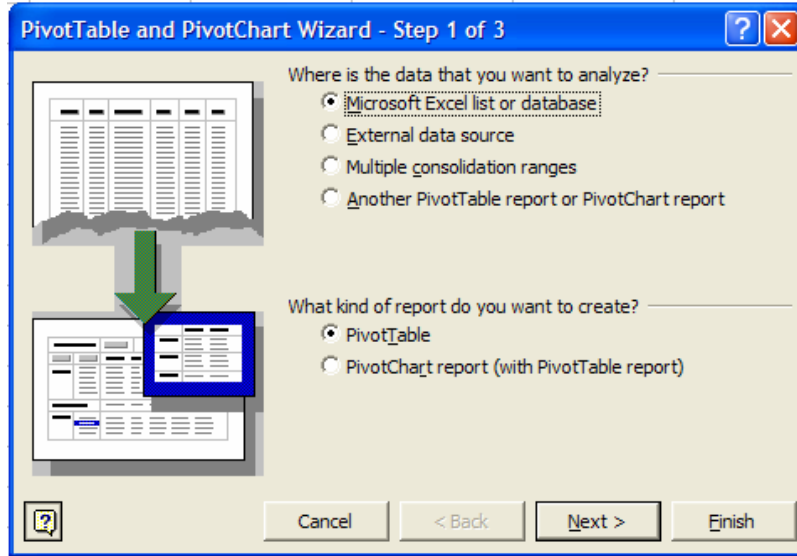 PivotTable and PivotChart Wizard - Step 1 of 3
Where is the data that you want to analyze?
Microsoft Excel list or database
External data source
Multiple consolidation ranges
Another PivotTable report or PivotChart report
What kind of report do you want to create?
PivotTable
PivotChart report (with PivotTable report)
Cancel
< Back
Next >
Finish